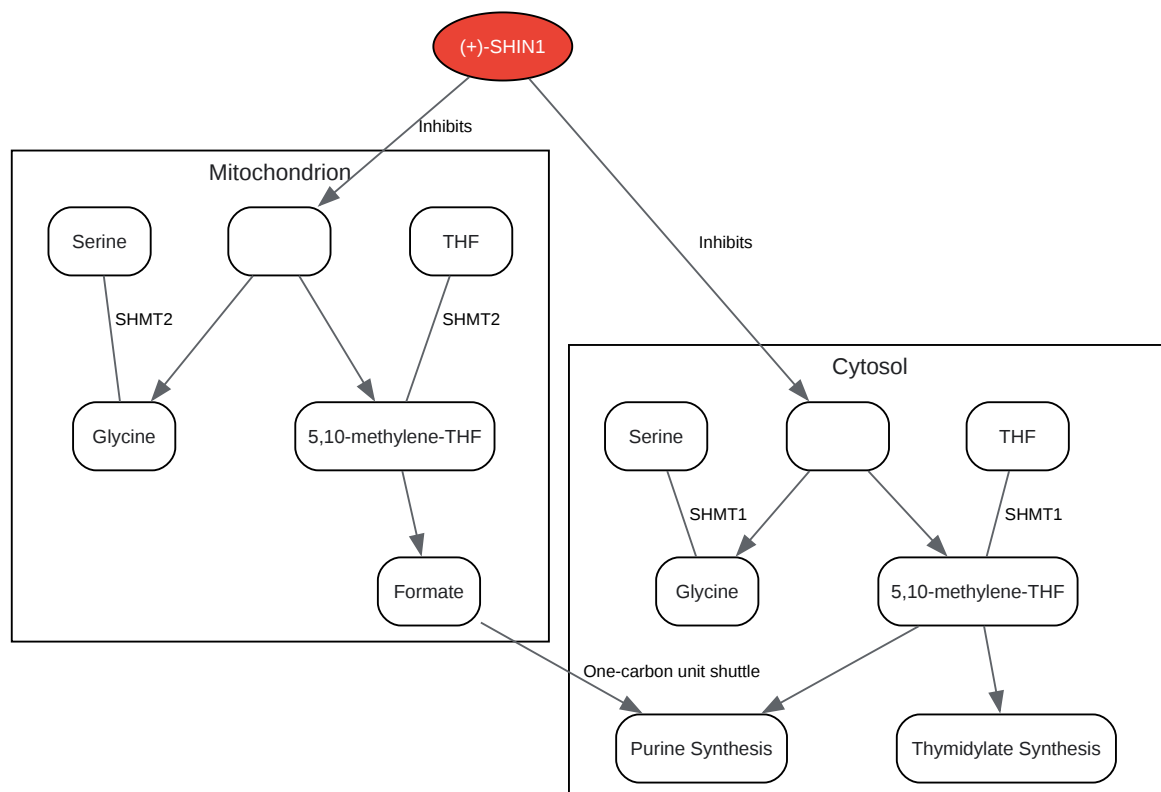 (+)-SHIN1
Inhibits
Mitochondrion
Serine
THF
Inhibits
SHMT2
SHMT2
Cytosol
Glycine
5,10-methylene-THF
Serine
THF
SHMT1
SHMT1
Formate
Glycine
5,10-methylene-THF
One-carbon unit shuttle
Purine Synthesis
Thymidylate Synthesis